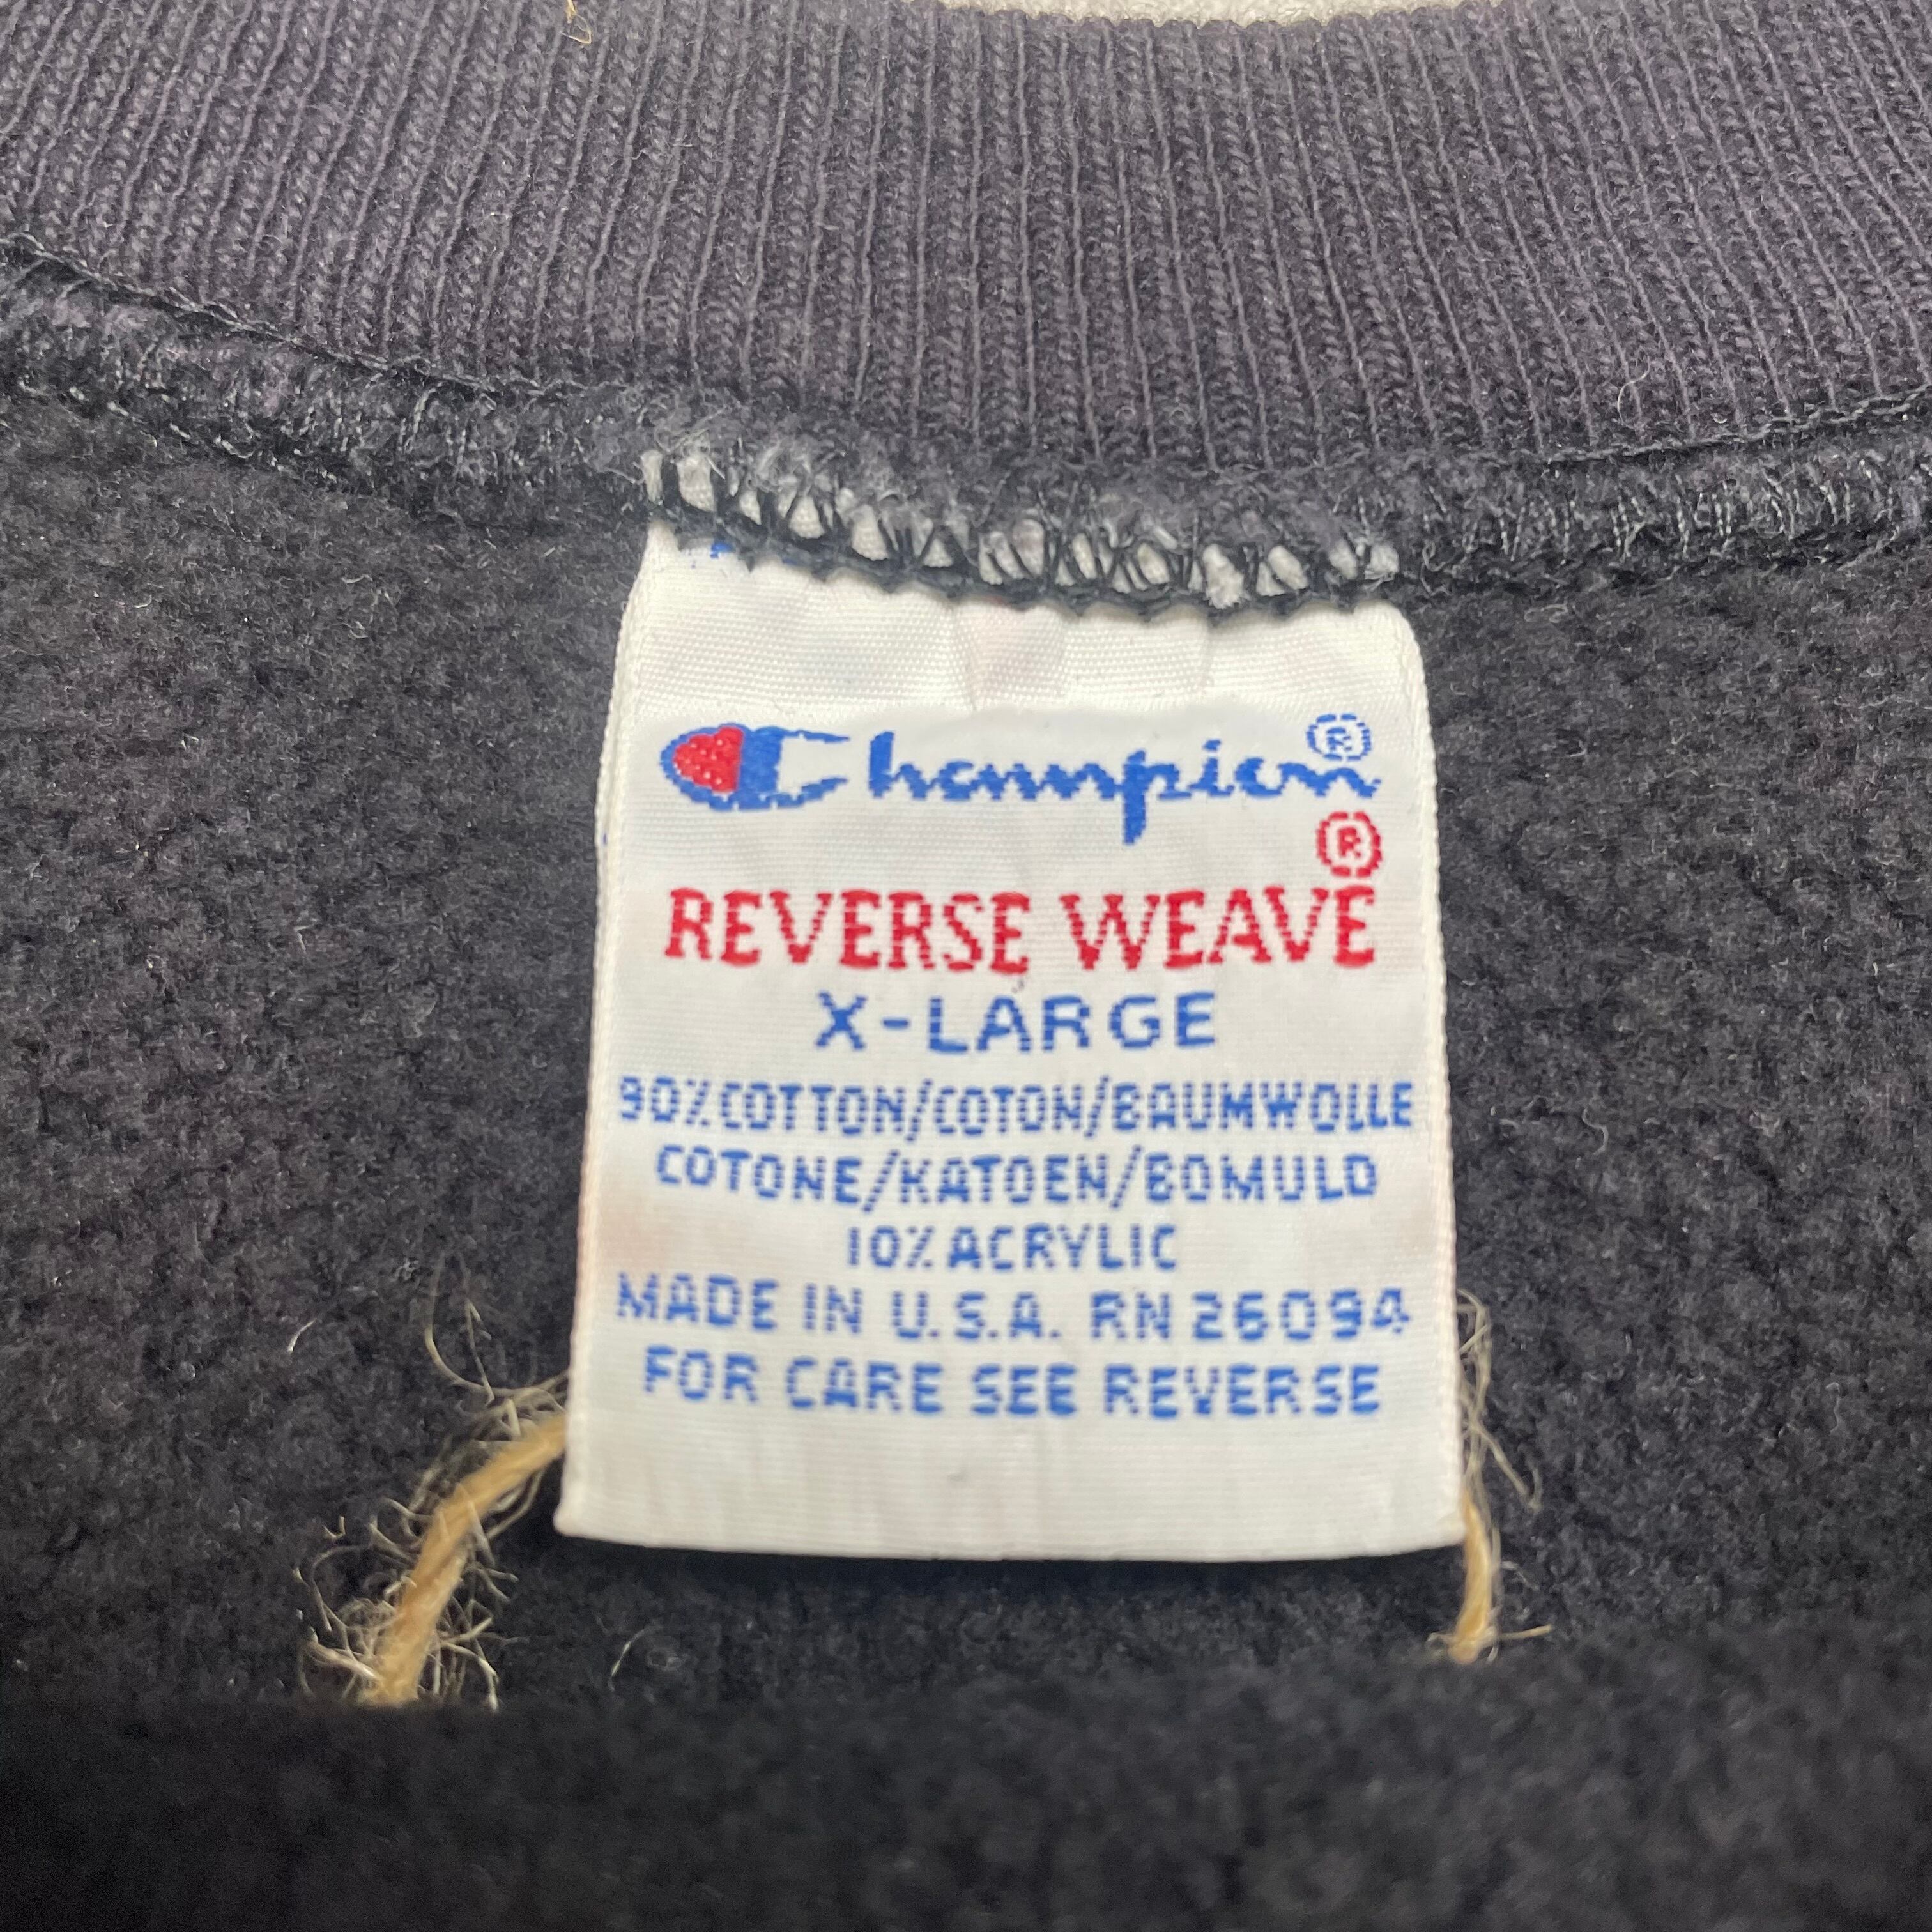 Champion®
®
REVERSE WEAVE
X-LARGE
90% COTTON/COTON/BAUMWOLLE
COTONE/KATOEN/BOMULD
10% ACRYLIC
MADE IN U.S.A. RN 26094
FOR CARE SEE REVERSE